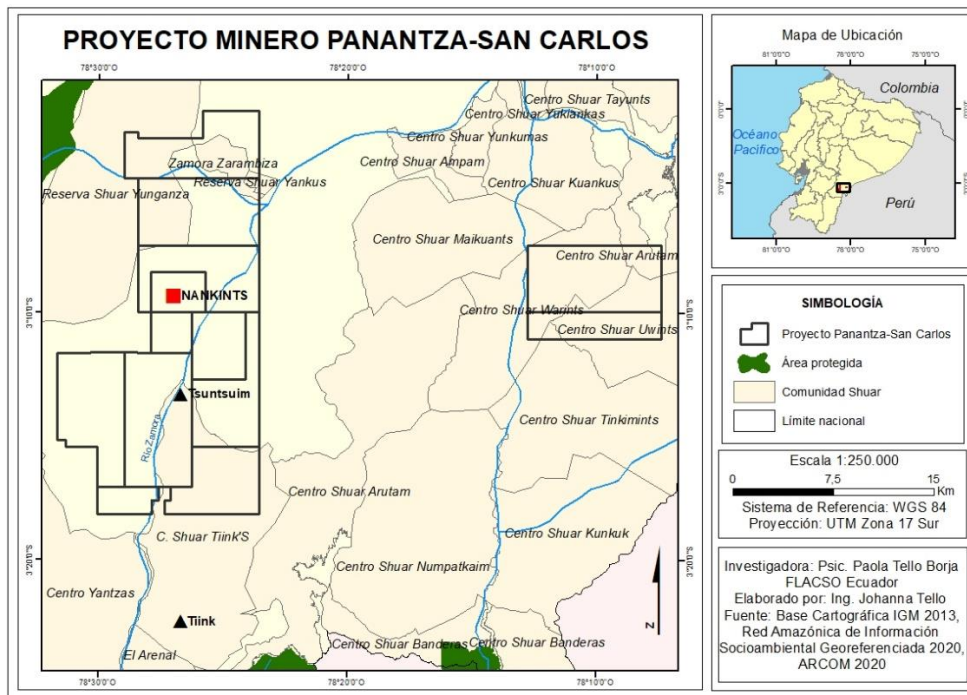 PROYECTO MINERO PANANTZA-SAN CARLOS
78°30'0"O
78°20'0"O
78°10'0"O
Centro Shuar Tayunts
Centro Shuar Yukiankas
Centro Shuar Yunkumas
Zamora Zarambiza
Centro Shuar Ampam
Reserva Shuar Yunganza
Reserva Shuar Yankus
Centro Shuar Kuankus
Centro Shuar Maikuants
Centro Shuar Arutam
NANKINTS
3°10'0"S
3°10'0"S
Centro Shuar Warints
Centro Shuar Uwints
Tsuntsuim
Río Zamora
Centro Shuar Tinkimints
Centro Shuar Arutam
C. Shuar Tiink'S
Centro Shuar Kunkuk
3°20'0"S
3°20'0"S
Centro Shuar Numpatkaim
Centro Yantzas
Tiink
N
El Arenal
Centro Shuar Banderas
Centro Shuar Banderas
78°30'0"O
78°20'0"O
78°10'0"O
Mapa de Ubicación
81°0'0"O
78°0'0"O
75°0'0"O
Colombia
0°0'0"
0°0'0"
Océano
Pacífico
3°0'0"S
3°0'0"S
Perú
81°0'0"O
78°0'0"O
75°0'0"O
SIMBOLOGÍA
Proyecto Panantza-San Carlos
Área protegida
Comunidad Shuar
Límite nacional
Escala 1:250.000
0 7,5 15
Km
Sistema de Referencia: WGS 84
Proyección: UTM Zona 17 Sur
Investigadora: Psic. Paola Tello Borja
FLACSO Ecuador
Elaborado por: Ing. Johanna Tello
Fuente: Base Cartográfica IGM 2013,
Red Amazónica de Información
Socioambiental Georeferenciada 2020,
ARCOM 2020